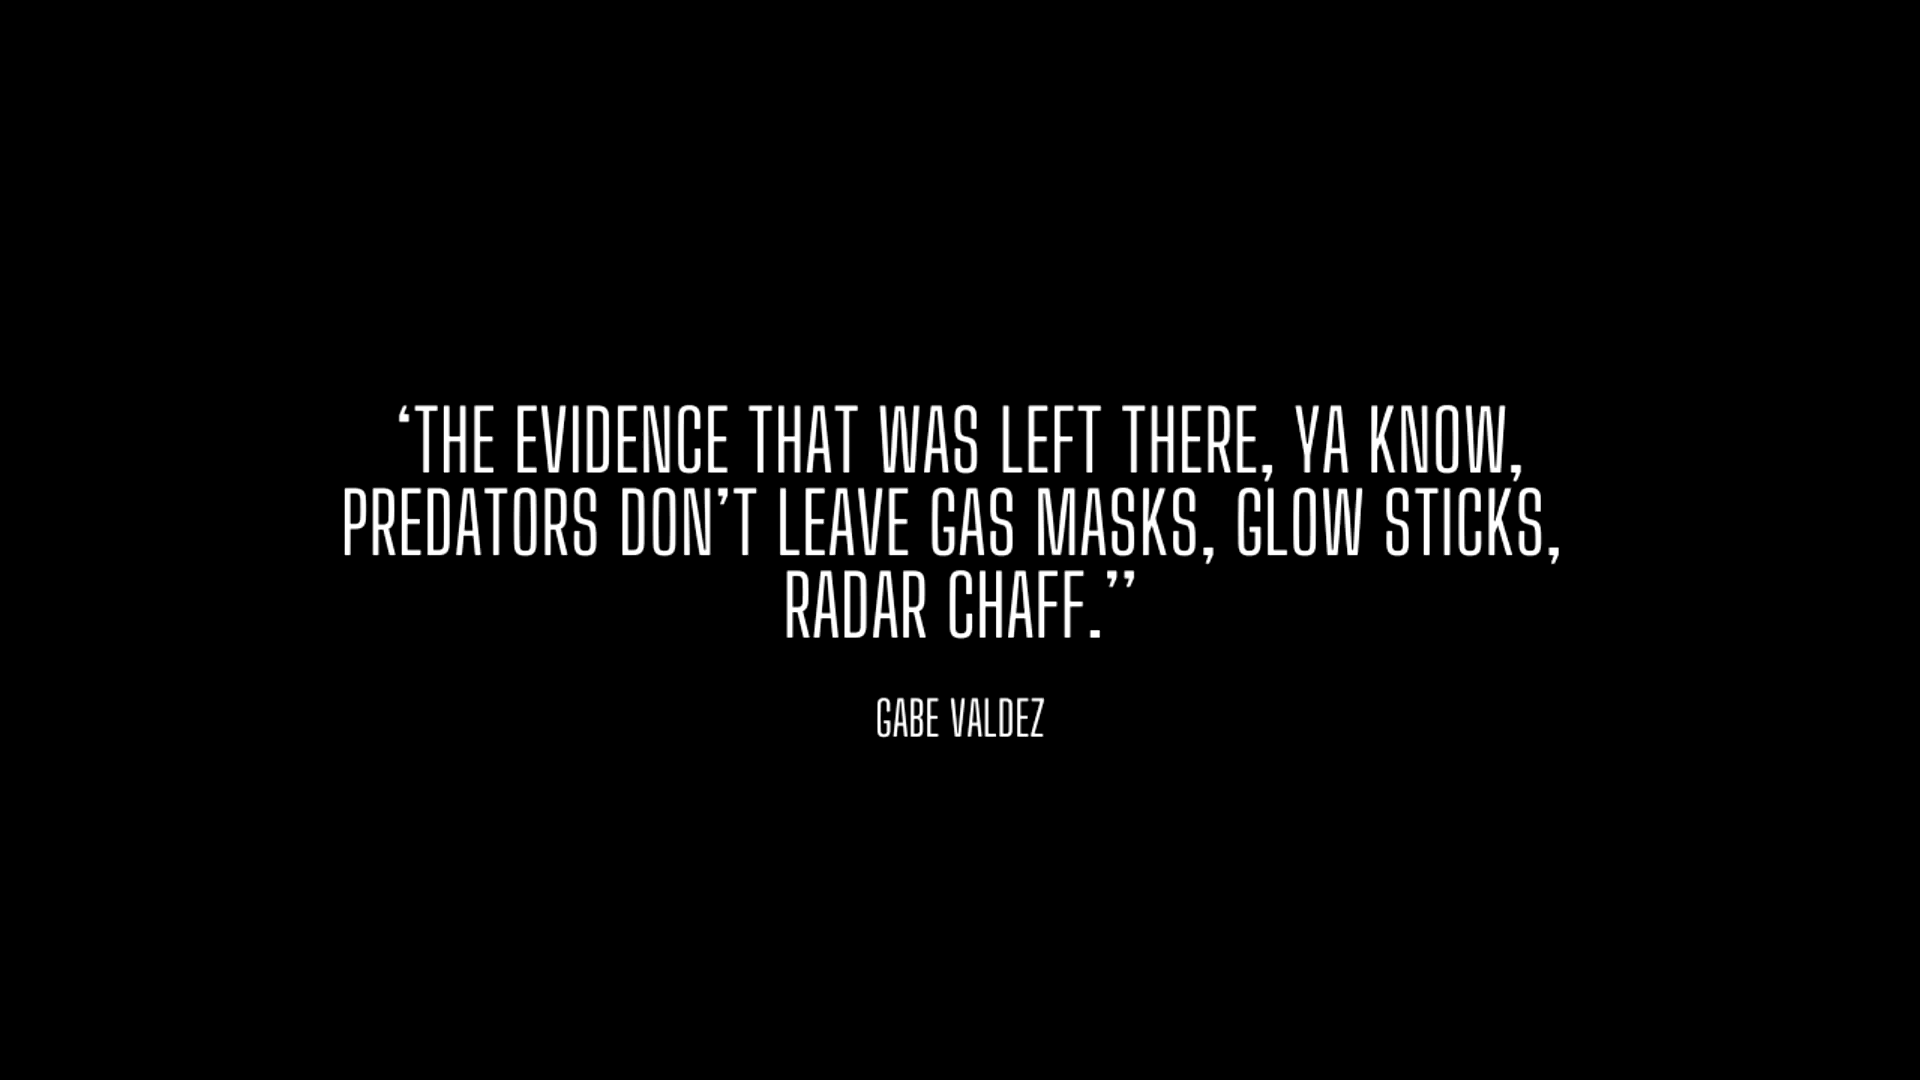 ‘THE EVIDENCE THAT WAS LEFT THERE, YA KNOW,
PREDATORS DON’T LEAVE GAS MASKS, GLOW STICKS,
RADAR CHAFF.’’
GABE VALDEZ